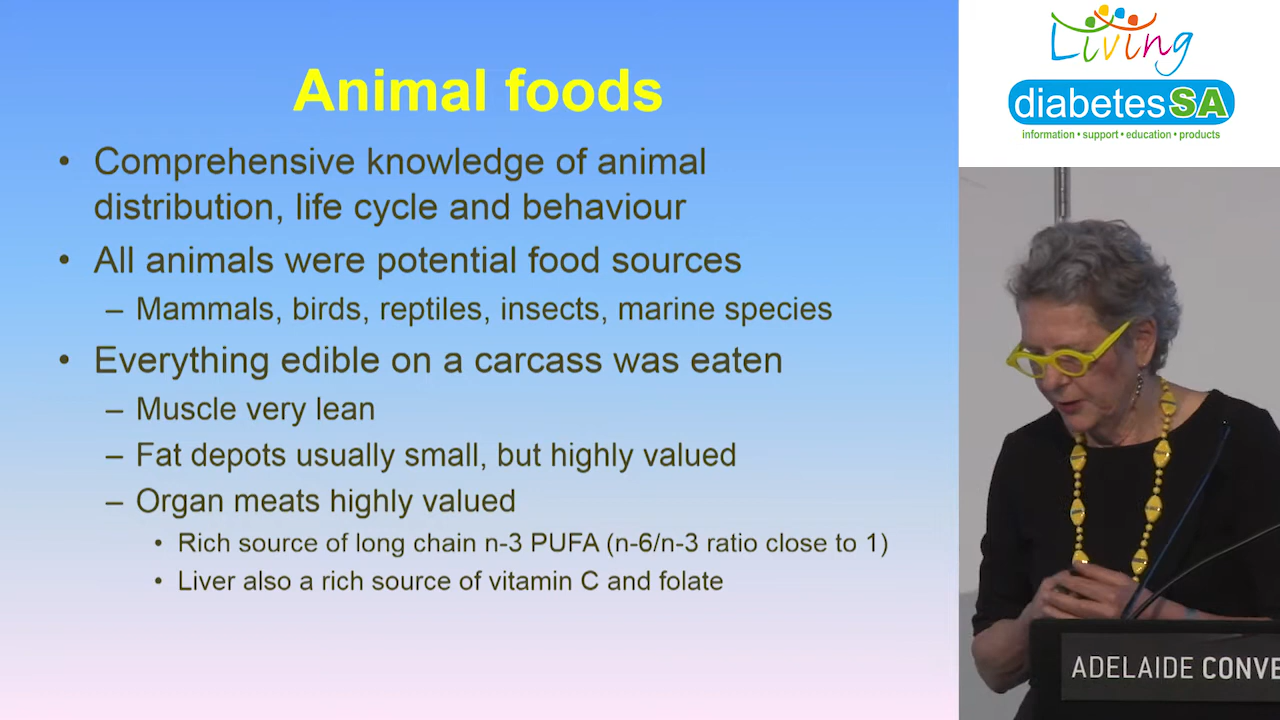 Animal foods
• Comprehensive knowledge of animal
distribution, life cycle and behaviour
• All animals were potential food sources
– Mammals, birds, reptiles, insects, marine species
• Everything edible on a carcass was eaten
– Muscle very lean
– Fat depots usually small, but highly valued
– Organ meats highly valued
• Rich source of long chain n-3 PUFA (n-6/n-3 ratio close to 1)
• Liver also a rich source of vitamin C and folate
Living
diabetesSA
information • support • education • products
ADELAIDE CONVE